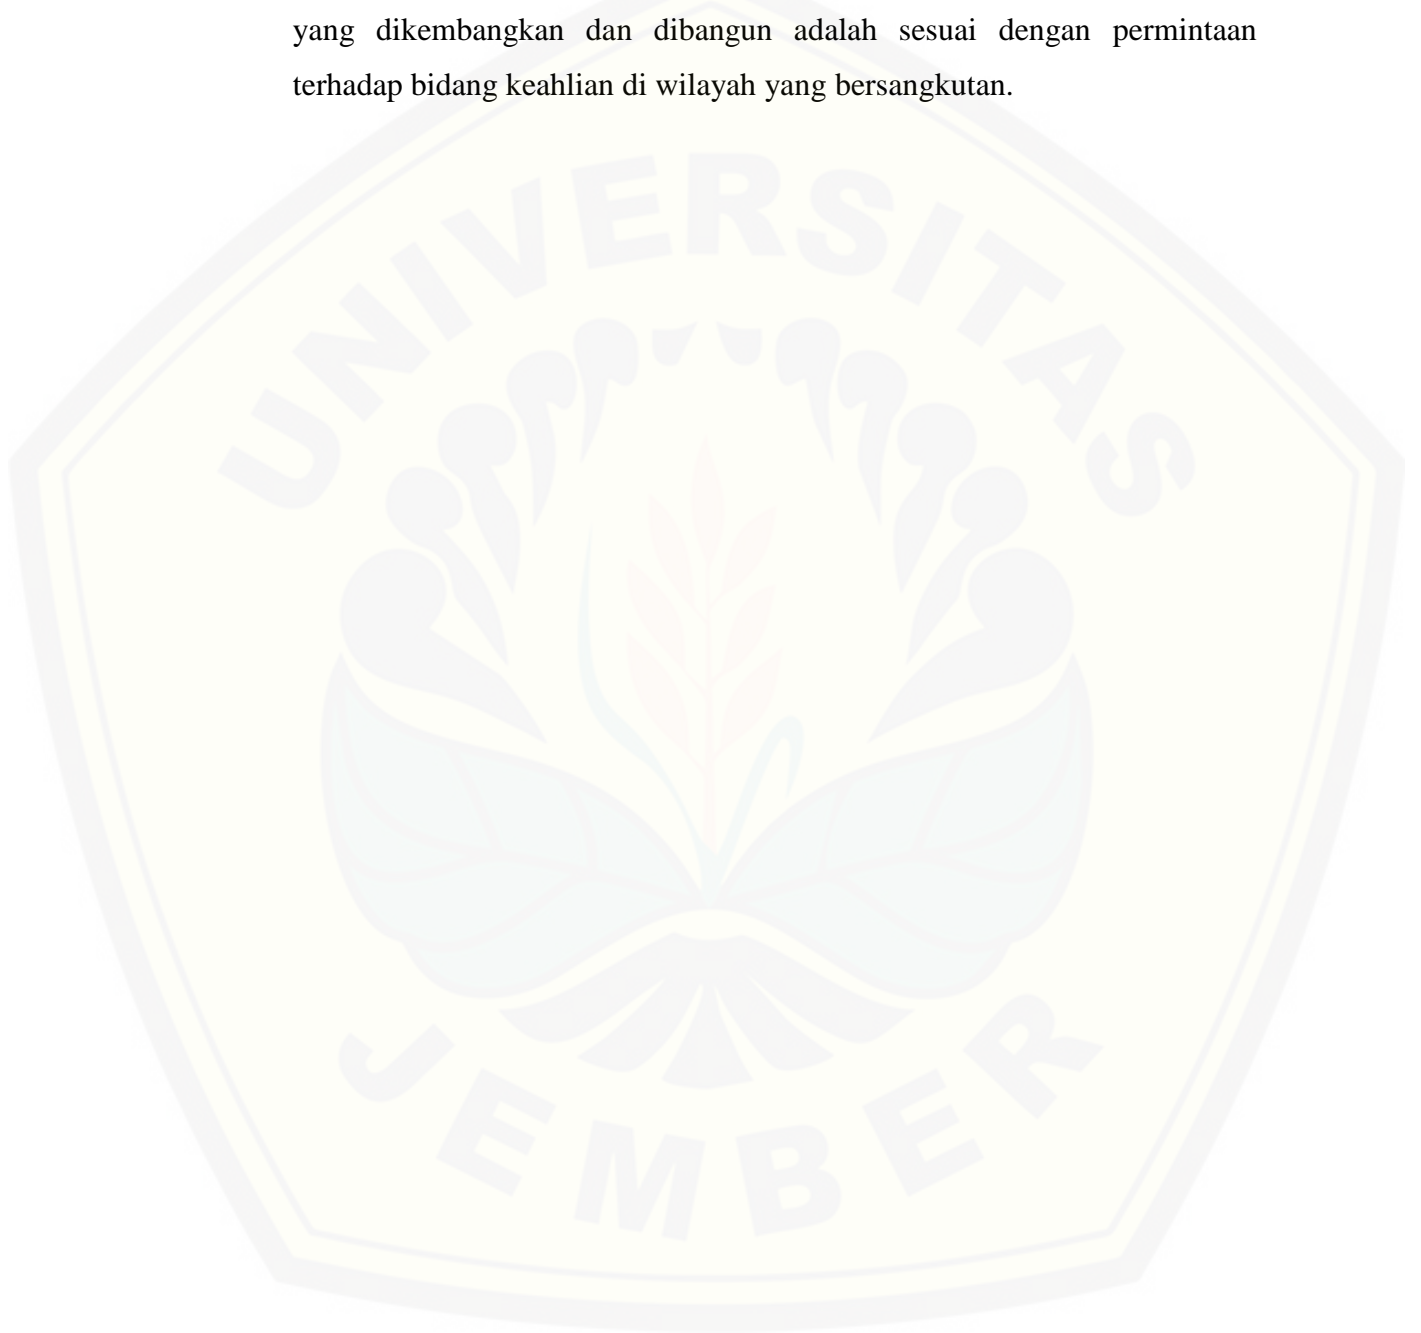 yang dikembangkan dan dibangun adalah sesuai dengan permintaan
terhadap bidang keahlian di wilayah yang bersangkutan.
UNIVERSITAS
JEMBER